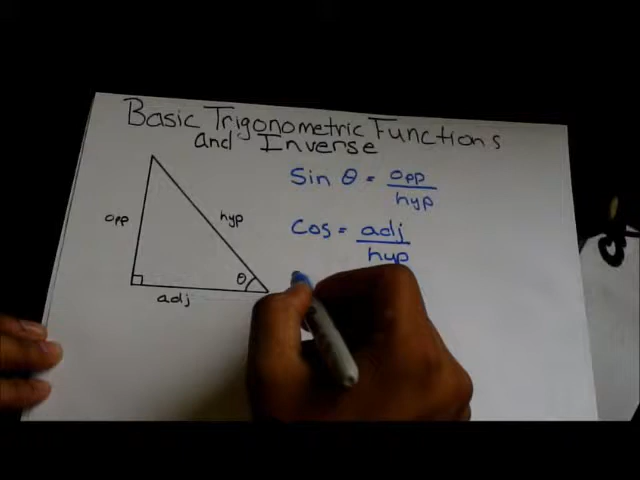 Basic Trigonometric Functions
and Inverse
Sin θ = opp
hyp
Cos = adj
hyp
opp
hyp
θ
adj